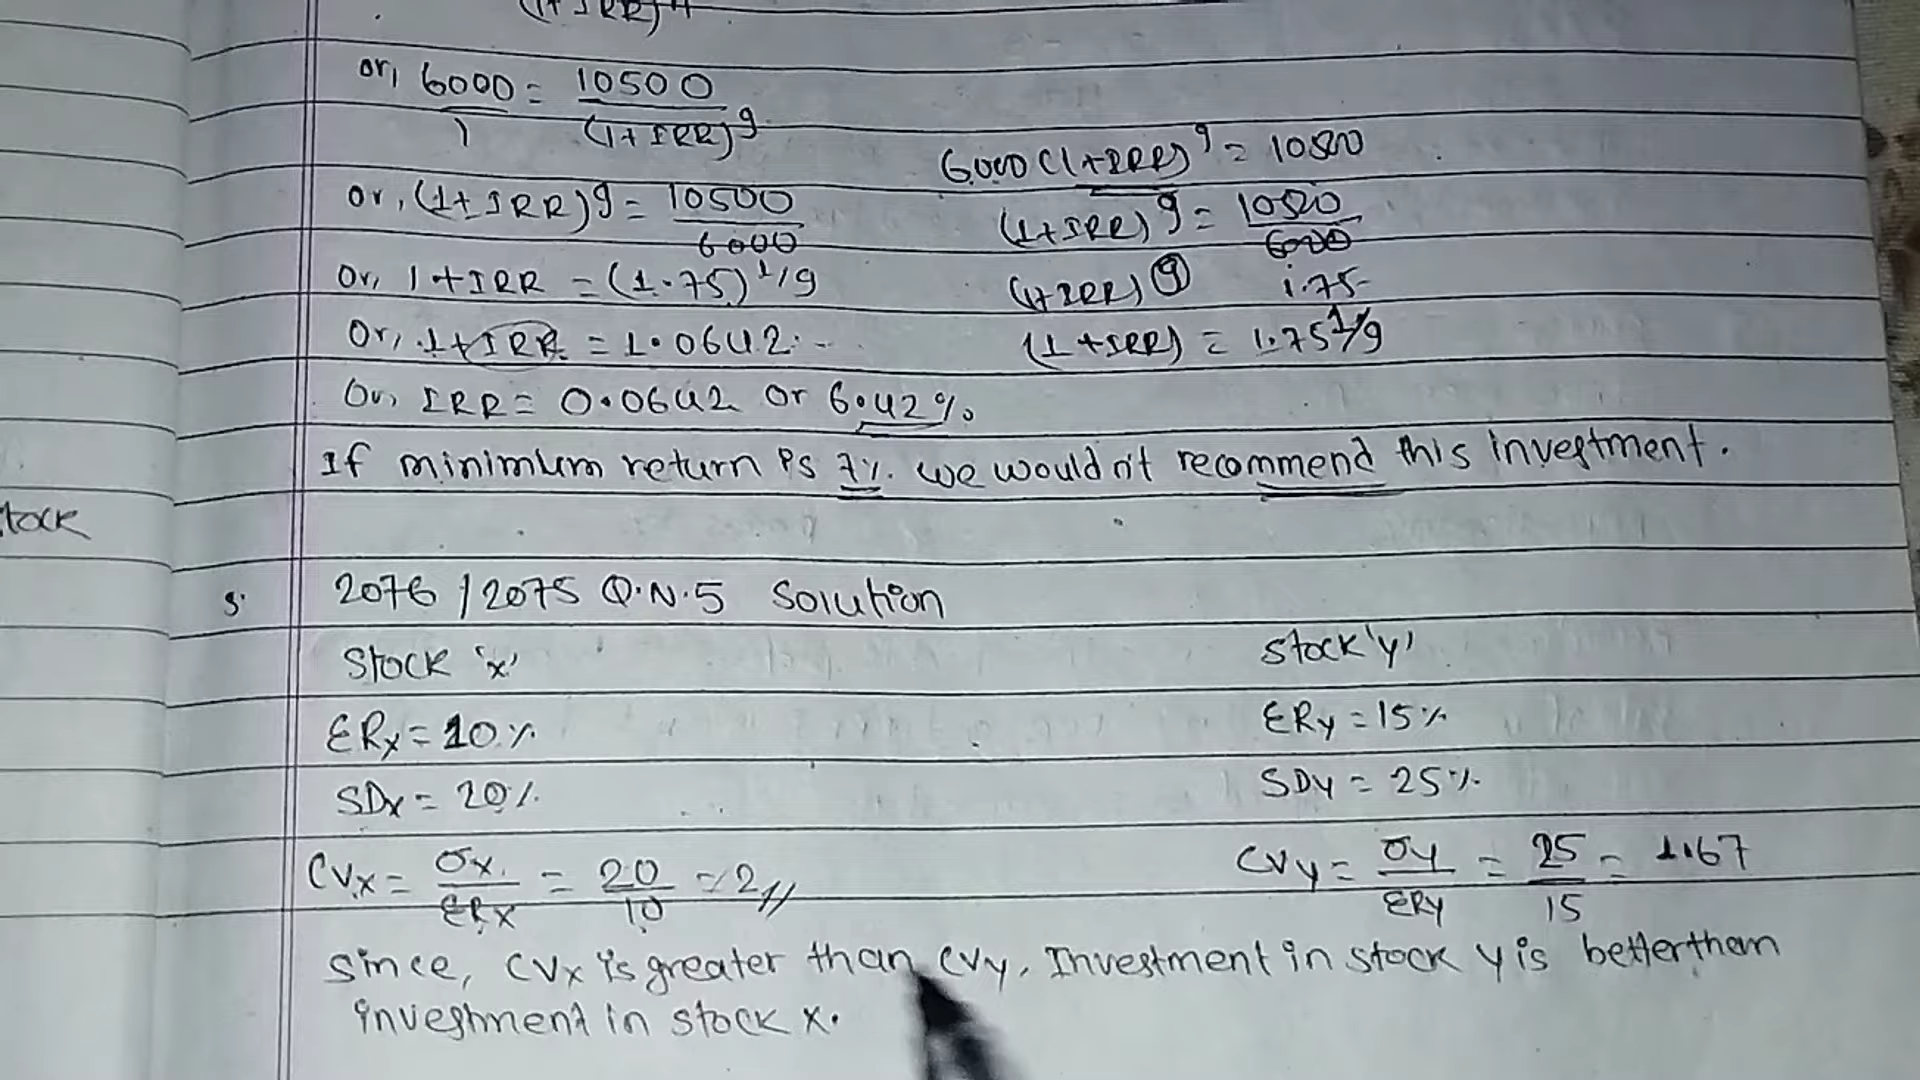 (1+IRR)
or, 6000/1 = 10500/(1+IRR)^9
or, (1+IRR)^9 = 10500/6000
or, 1+IRR = (1.75)^1/9
or, 1+IRR = 1.0642...
or, IRR = 0.0642 or 6.42%
6000 (1+IRR)^9 = 10500
(1+IRR)^9 = 10500/6000
(1+IRR)^9 1.75
(1+IRR) = 1.75^1/9
If minimum return is 7%. we would n't recommend this investment.
tock
5. 2076 / 2075 Q.N.5 Solution
Stock 'x'
ERx = 10%
SDx = 20%
CVx = σx/ERx = 20/10 = 2//
Stock 'y'
ERy = 15%
SDy = 25%
CVy = σy/ERy = 25/15 = 1.67
Since, CVx is greater than CVy, Investment in stock y is better them
investment in stock x.